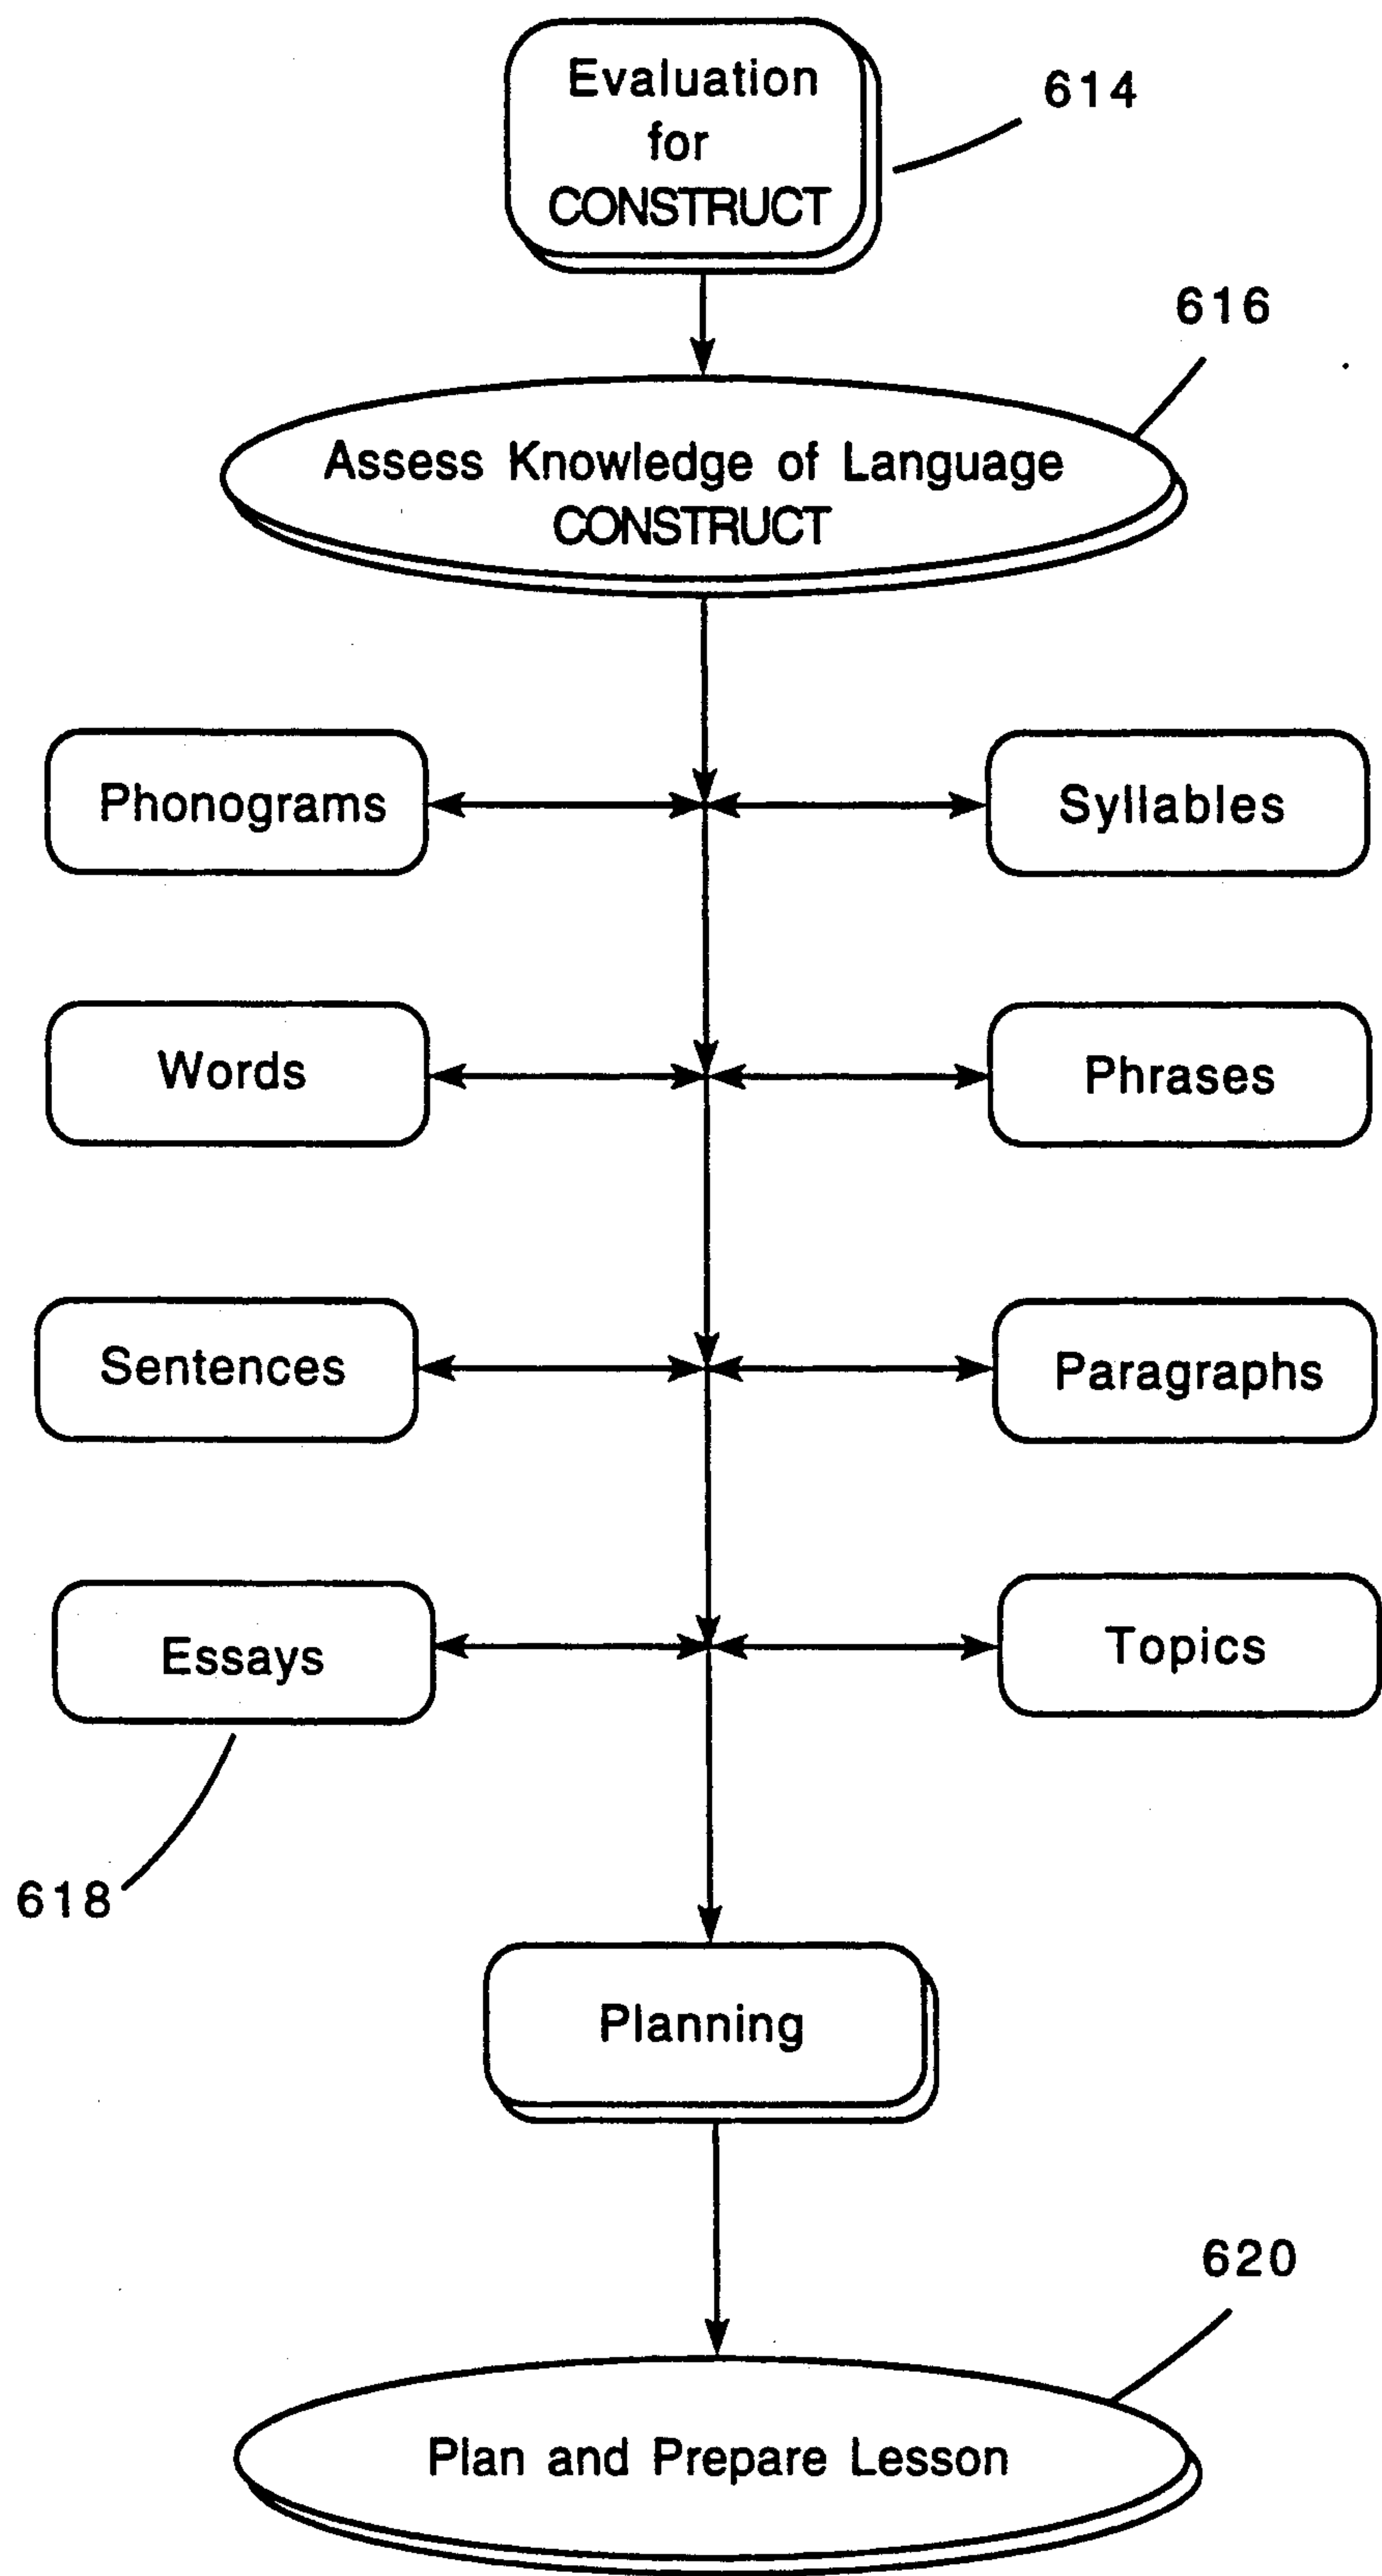 Evaluation
for
CONSTRUCT
614
616
Assess Knowledge of Language
CONSTRUCT
Phonograms
Syllables
Words
Phrases
Sentences
Paragraphs
Essays
Topics
618
Planning
620
Plan and Prepare Lesson